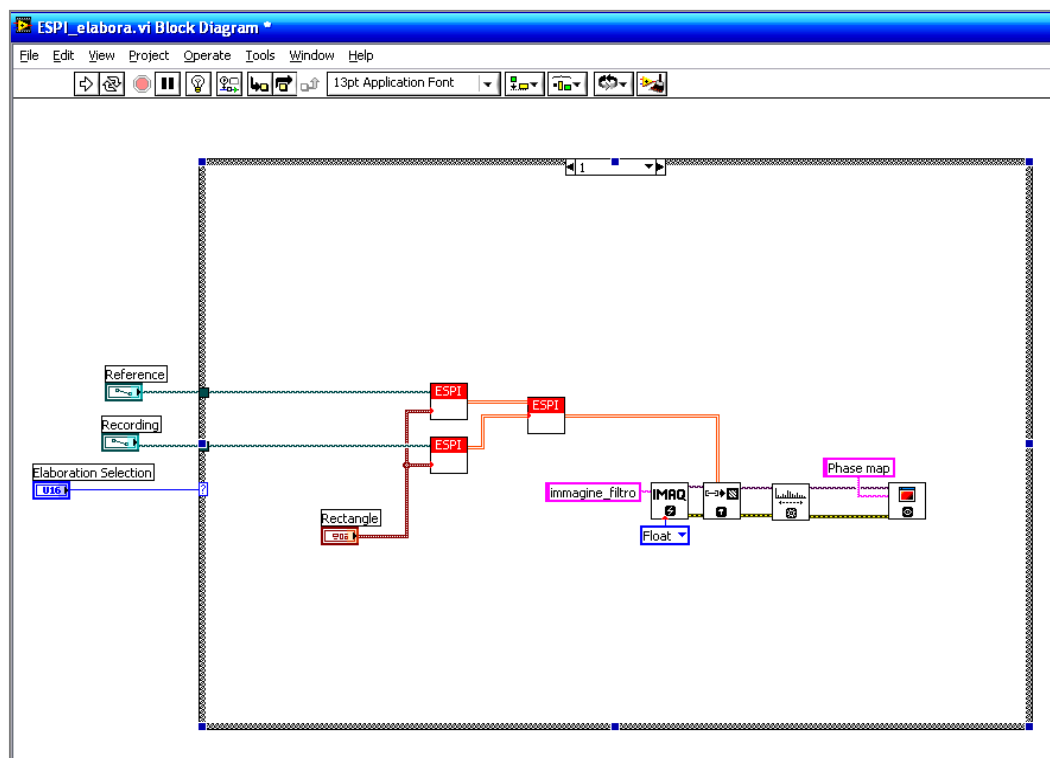 ESPI_elabora.vi Block Diagram *
File Edit View Project Operate Tools Window Help
13pt Application Font
1
Reference
ESPI
ESPI
Recording
ESPI
Elaboration Selection
U16
Phase map
immagine_filtro
IMAQ
Rectangle
Float